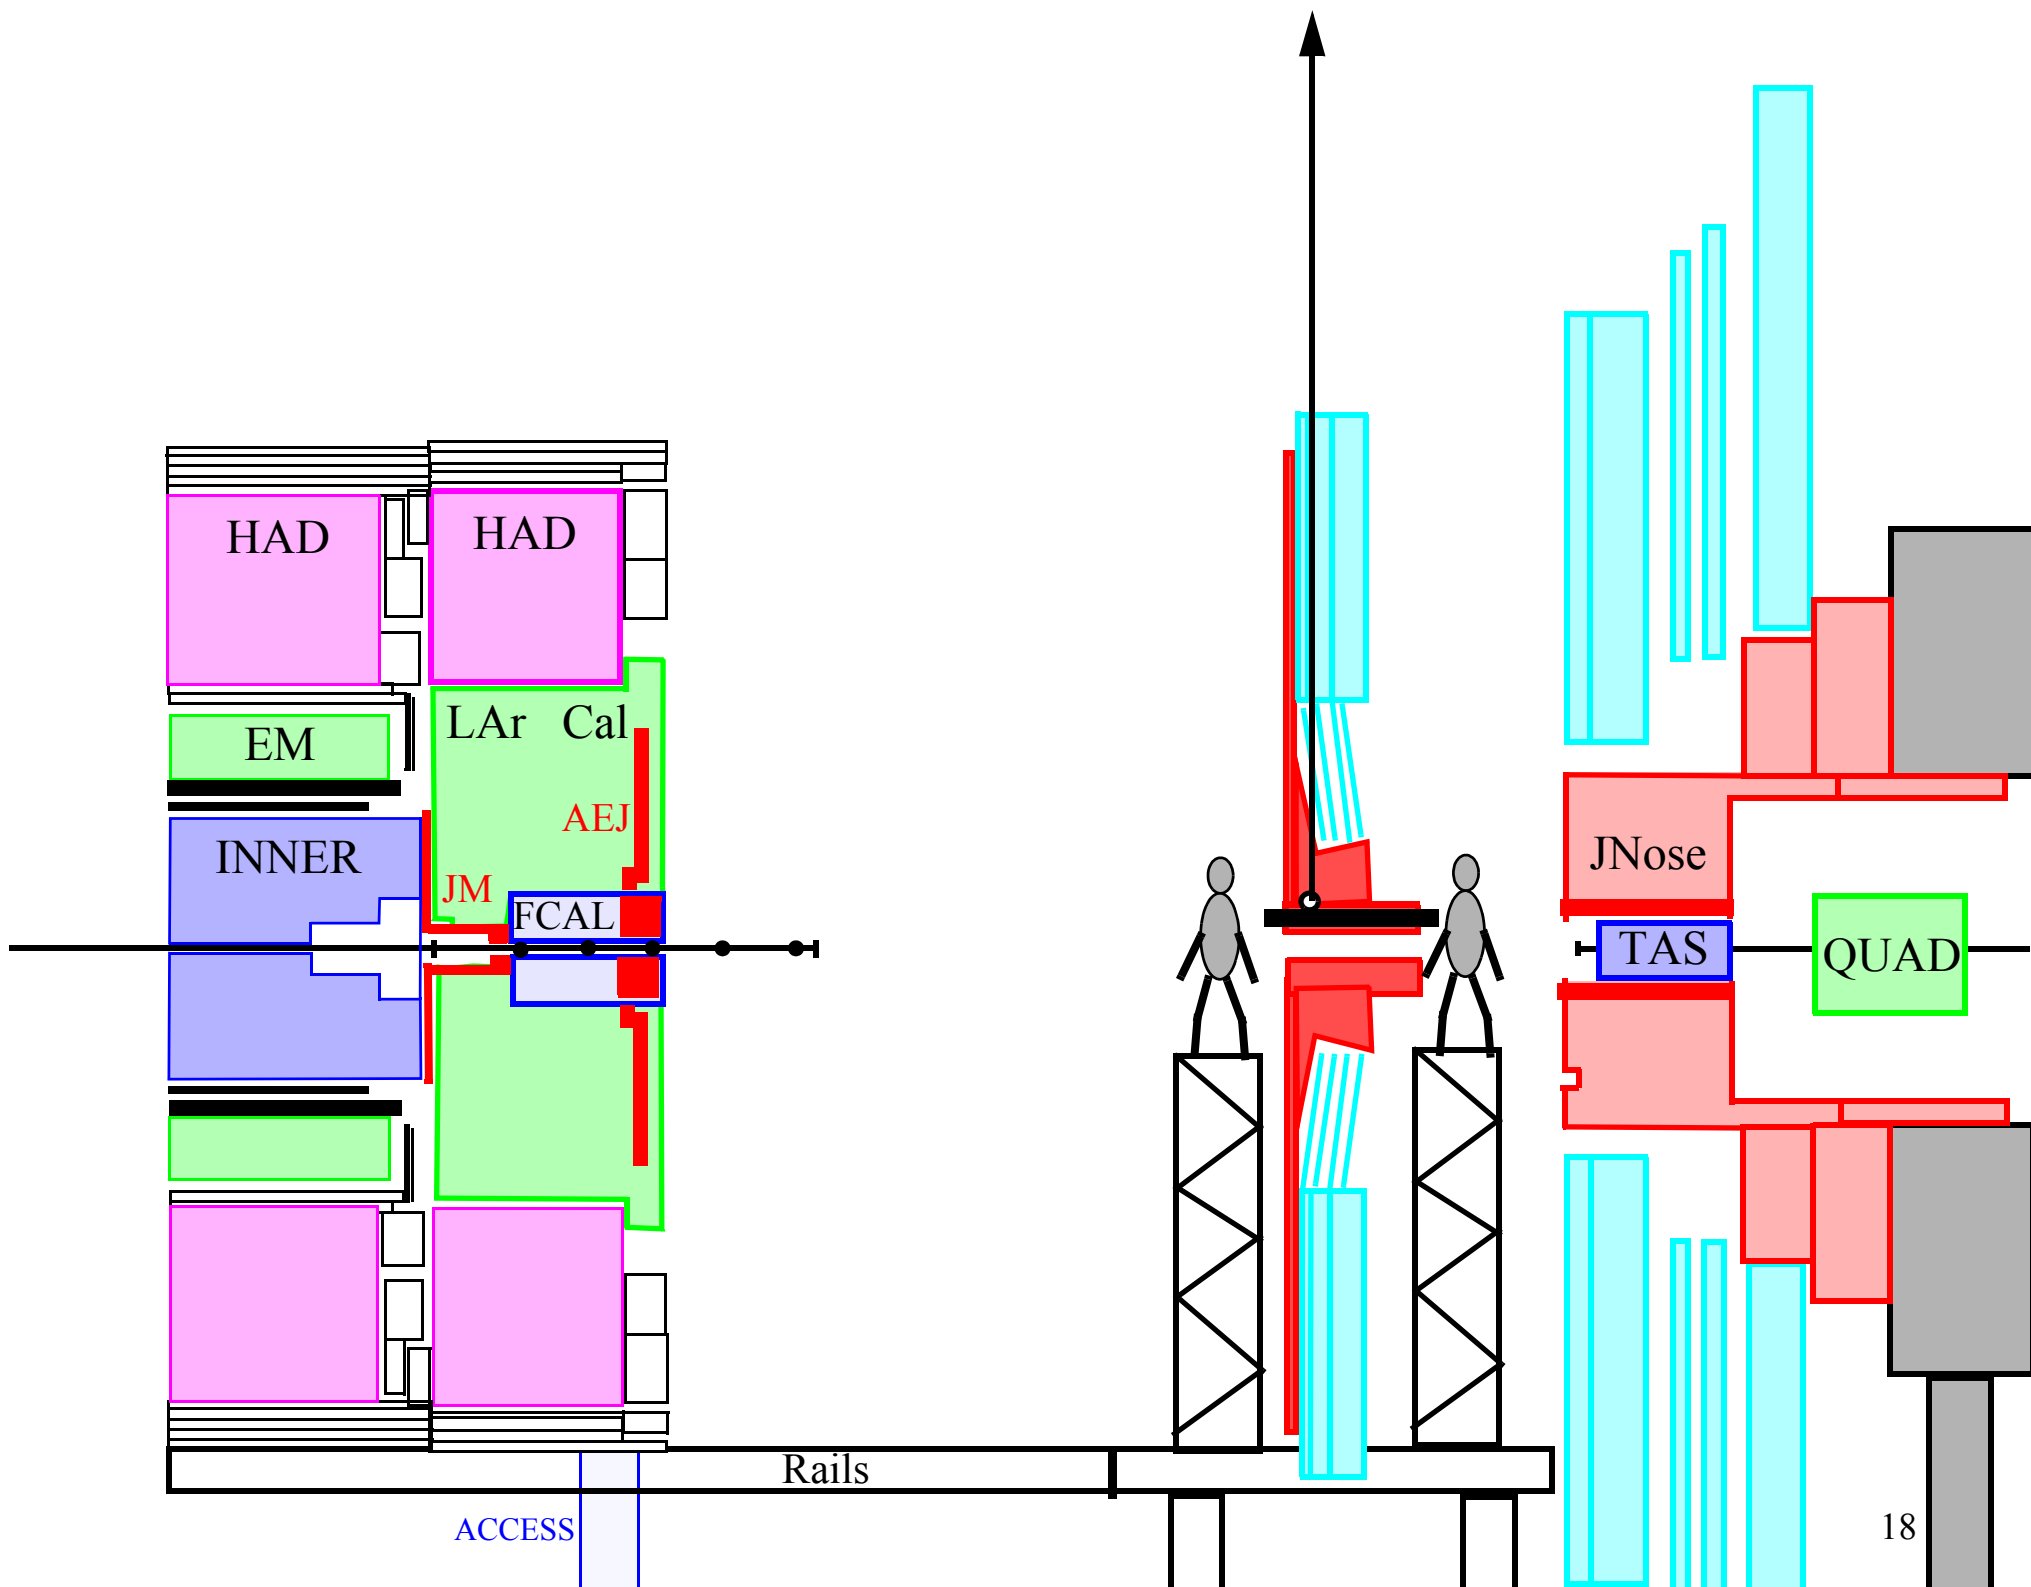 HAD
HAD
LAr Cal
EM
AEJ
INNER
JM
FCAL
JNose
TAS
QUAD
Rails
ACCESS
18